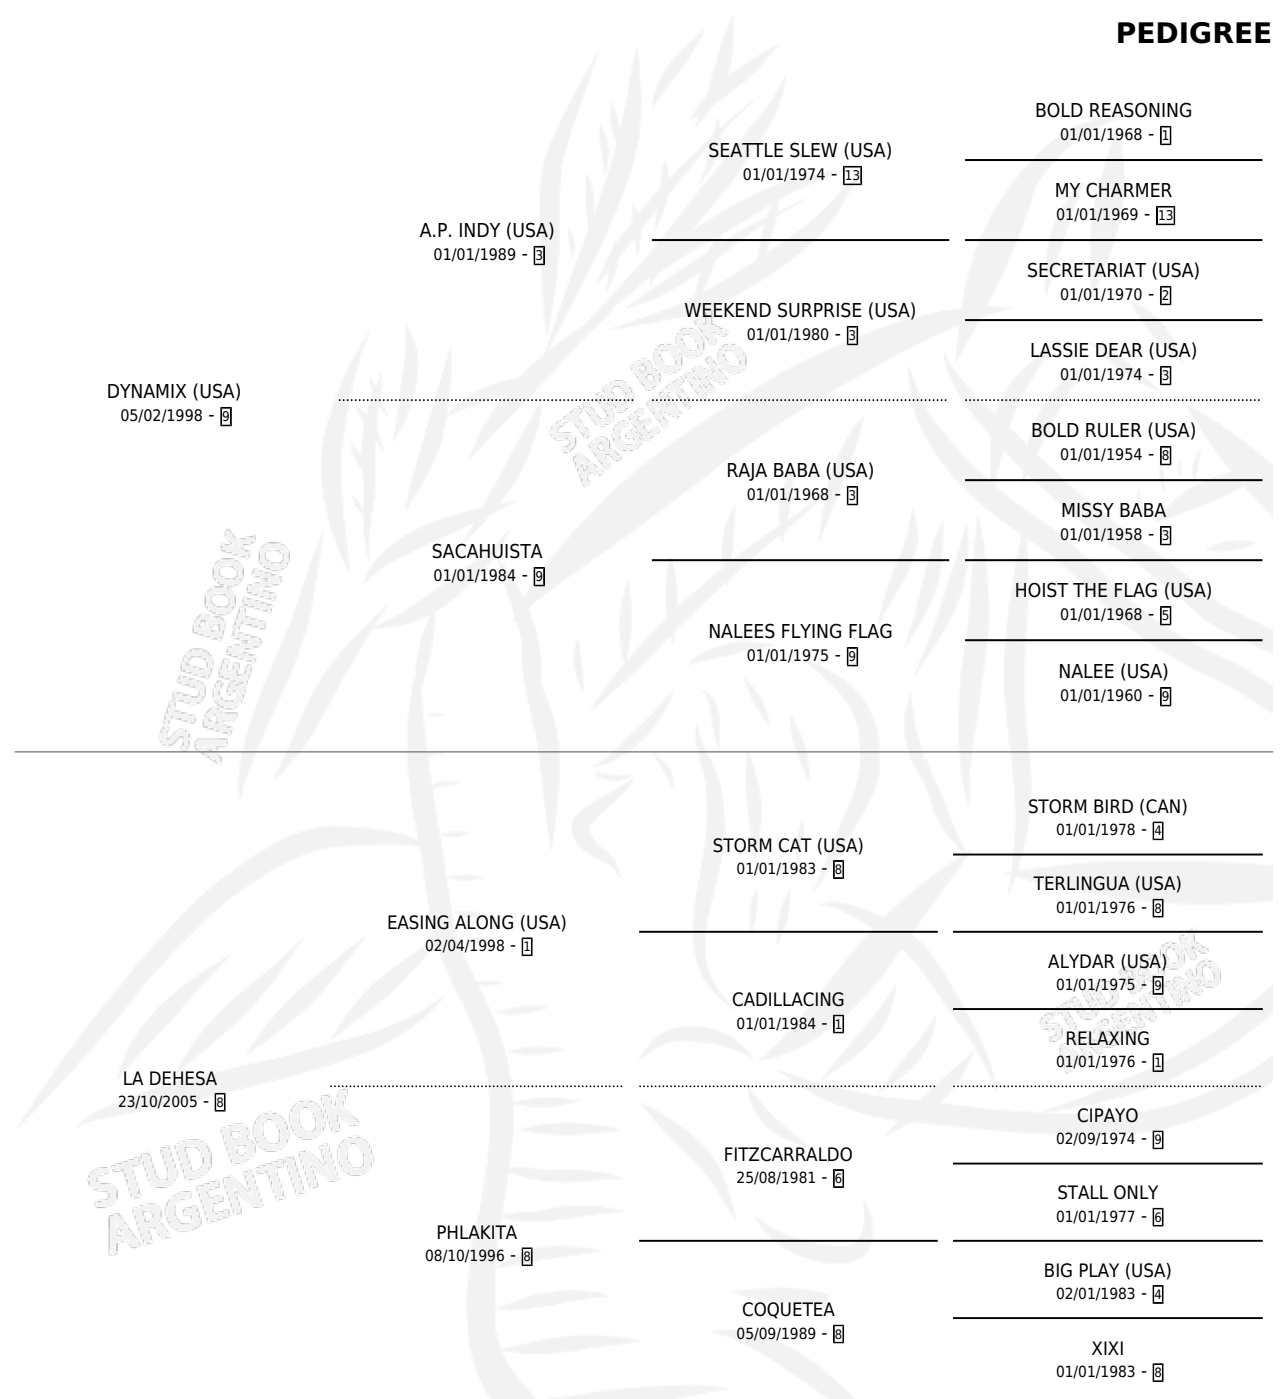 PEDIGREE
BOLD REASONING
01/01/1968 - 1
SEATTLE SLEW (USA)
01/01/1974 - 13
MY CHARMER
01/01/1969 - 13
A.P. INDY (USA)
01/01/1989 - 3
SECRETARIAT (USA)
01/01/1970 - 2
WEEKEND SURPRISE (USA)
01/01/1980 - 3
LASSIE DEAR (USA)
01/01/1974 - 3
DYNAMIX (USA)
05/02/1998 - 9
BOLD RULER (USA)
01/01/1954 - 8
RAJA BABA (USA)
01/01/1968 - 3
MISSY BABA
01/01/1958 - 3
SACAHUISTA
01/01/1984 - 9
HOIST THE FLAG (USA)
01/01/1968 - 5
NALEES FLYING FLAG
01/01/1975 - 9
NALEE (USA)
01/01/1960 - 9
STORM BIRD (CAN)
01/01/1978 - 4
STORM CAT (USA)
01/01/1983 - 8
TERLINGUA (USA)
01/01/1976 - 8
EASING ALONG (USA)
02/04/1998 - 1
ALYDAR (USA)
01/01/1975 - 9
CADILLACING
01/01/1984 - 1
RELAXING
01/01/1976 - 1
LA DEHESA
23/10/2005 - 8
CIPAYO
02/09/1974 - 9
FITZCARRALDO
25/08/1981 - 6
STALL ONLY
01/01/1977 - 6
PHLAKITA
08/10/1996 - 8
BIG PLAY (USA)
02/01/1983 - 4
COQUETEA
05/09/1989 - 8
XIXI
01/01/1983 - 8
STUD BOOK
ARGENTINO
STUD BOOK
ARGENTINO
STUD BOOK
ARGENTINO
STUD BOOK
ARGENTINO